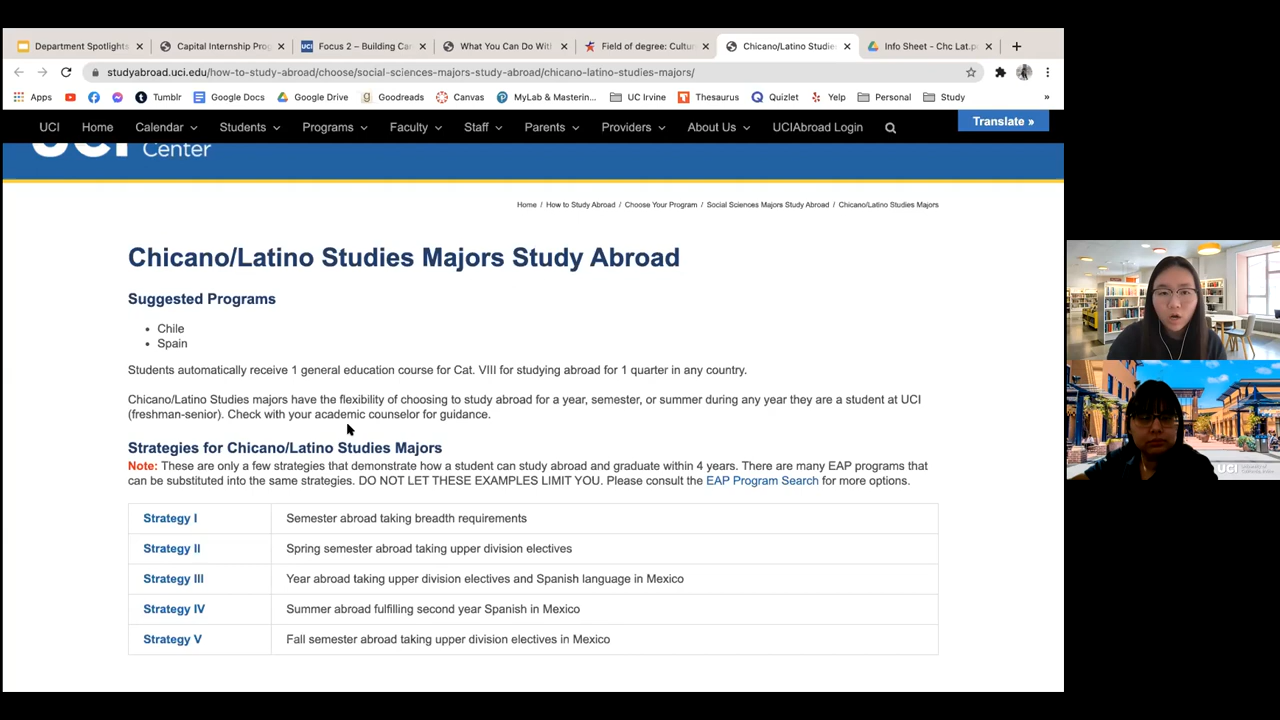 Department Spotlights
Capital Internship Prog
UCI Focus 2 – Building Car
What You Can Do With
Field of degree: Cultur
Chicano/Latino Studies
Info Sheet - Chc Lat.p
studyabroad.uci.edu/how-to-study-abroad/choose/social-sciences-majors-study-abroad/chicano-latino-studies-majors/
Apps Tumblr Google Docs Google Drive Goodreads Canvas MyLab & Mastering... UC Irvine Thesaurus Quizlet Yelp Personal Study »
UCI Home Calendar Students Programs Faculty Staff Parents Providers About Us UCIAbroad Login
Translate »
Center
Home / How to Study Abroad / Choose Your Program / Social Sciences Majors Study Abroad / Chicano/Latino Studies Majors
Chicano/Latino Studies Majors Study Abroad
Suggested Programs
• Chile
• Spain
Students automatically receive 1 general education course for Cat. VIII for studying abroad for 1 quarter in any country.
Chicano/Latino Studies majors have the flexibility of choosing to study abroad for a year, semester, or summer during any year they are a student at UCI
(freshman-senior). Check with your academic counselor for guidance.
Strategies for Chicano/Latino Studies Majors
Note: These are only a few strategies that demonstrate how a student can study abroad and graduate within 4 years. There are many EAP programs that
can be substituted into the same strategies. DO NOT LET THESE EXAMPLES LIMIT YOU. Please consult the EAP Program Search for more options.
Strategy I Semester abroad taking breadth requirements
Strategy II Spring semester abroad taking upper division electives
Strategy III Year abroad taking upper division electives and Spanish language in Mexico
Strategy IV Summer abroad fulfilling second year Spanish in Mexico
Strategy V Fall semester abroad taking upper division electives in Mexico
UCI